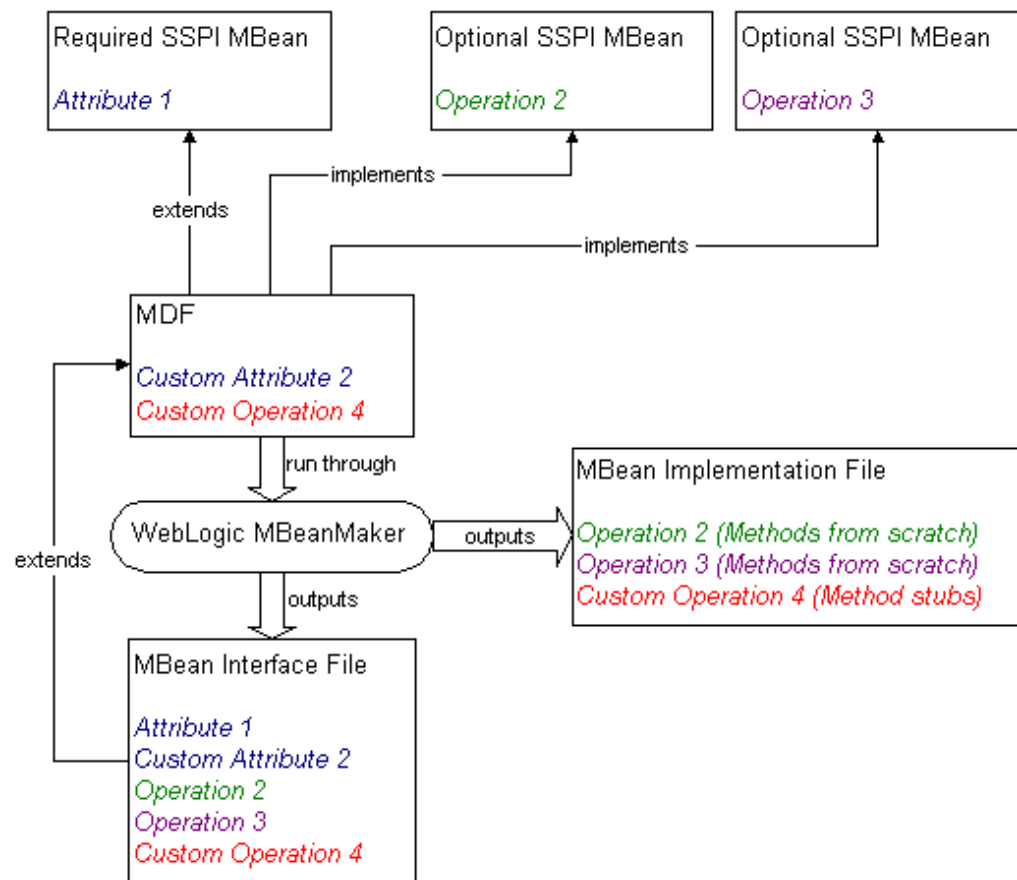 Required SSPI MBean
Attribute 1
Optional SSPI MBean
Operation 2
Optional SSPI MBean
Operation 3
implements
extends
implements
MDF
Custom Attribute 2
Custom Operation 4
run through
WebLogic MBeanMaker
outputs
MBean Implementation File
Operation 2 (Methods from scratch)
Operation 3 (Methods from scratch)
Custom Operation 4 (Method stubs)
extends
outputs
MBean Interface File
Attribute 1
Custom Attribute 2
Operation 2
Operation 3
Custom Operation 4